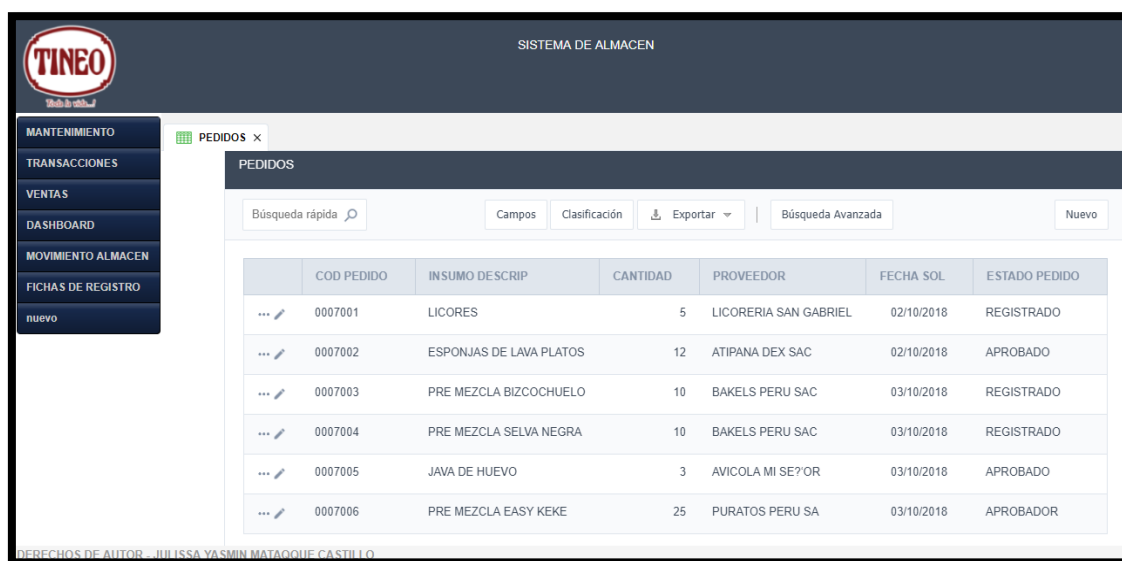 TINEO
Toda la vida...!
SISTEMA DE ALMACEN
MANTENIMIENTO
TRANSACCIONES
VENTAS
DASHBOARD
MOVIMIENTO ALMACEN
FICHAS DE REGISTRO
nuevo
PEDIDOS ×
PEDIDOS
Búsqueda rápida Campos Clasificación Exportar Búsqueda Avanzada Nuevo
COD PEDIDO INSUMO DESCRIP CANTIDAD PROVEEDOR FECHA SOL ESTADO PEDIDO
0007001 LICORES 5 LICORERIA SAN GABRIEL 02/10/2018 REGISTRADO
0007002 ESPONJAS DE LAVA PLATOS 12 ATIPANA DEX SAC 02/10/2018 APROBADO
0007003 PRE MEZCLA BIZCOCHUELO 10 BAKELS PERU SAC 03/10/2018 REGISTRADO
0007004 PRE MEZCLA SELVA NEGRA 10 BAKELS PERU SAC 03/10/2018 REGISTRADO
0007005 JAVA DE HUEVO 3 AVICOLA MI SE?'OR 03/10/2018 APROBADO
0007006 PRE MEZCLA EASY KEKE 25 PURATOS PERU SA 03/10/2018 APROBADOR
DERECHOS DE AUTOR - JULISSA YASMIN MATAQQUE CASTILLO